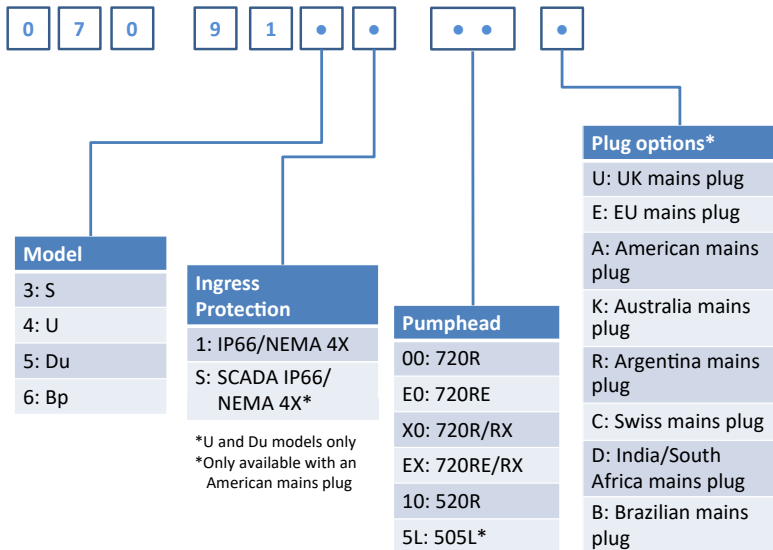 0 7 0 9 1 • • • • •
Model
3: S
4: U
5: Du
6: Bp
Ingress
Protection
1: IP66/NEMA 4X
S: SCADA IP66/
NEMA 4X*
*U and Du models only
*Only available with an
American mains plug
Pumphead
00: 720R
E0: 720RE
X0: 720R/RX
EX: 720RE/RX
10: 520R
5L: 505L*
Plug options*
U: UK mains plug
E: EU mains plug
A: American mains
plug
K: Australia mains
plug
R: Argentina mains
plug
C: Swiss mains plug
D: India/South
Africa mains plug
B: Brazilian mains
plug